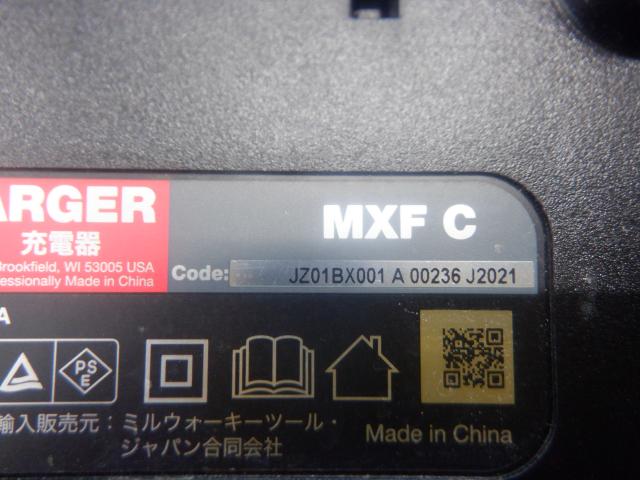 ARGER
充電器
Brookfield, WI 53005 USA
essionally Made in China
MXF C
Code: JZ01BX001 A 00236 J2021
A
PS
E
輸入販売元：ミルウォーキーツール・
ジャパン合同会社
Made in China